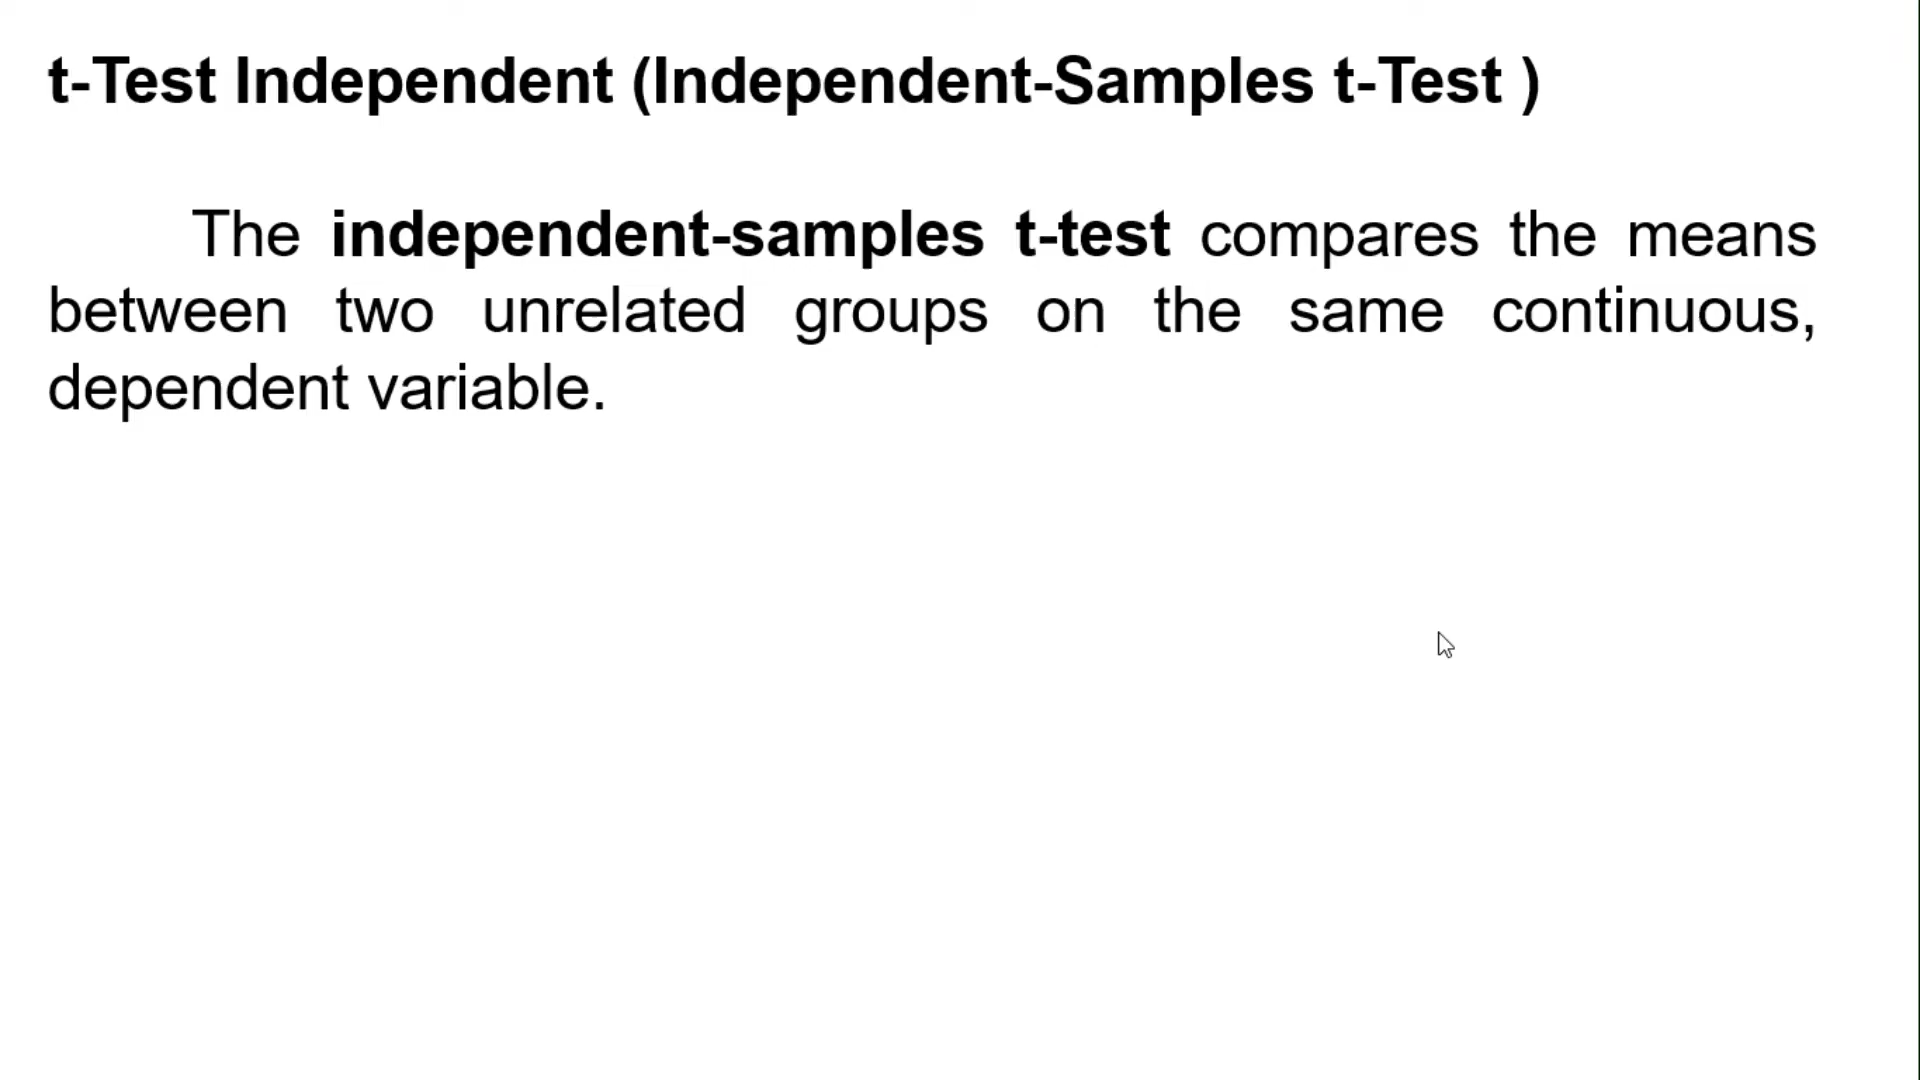 t-Test Independent (Independent-Samples t-Test )
The independent-samples t-test compares the means
between two unrelated groups on the same continuous,
dependent variable.